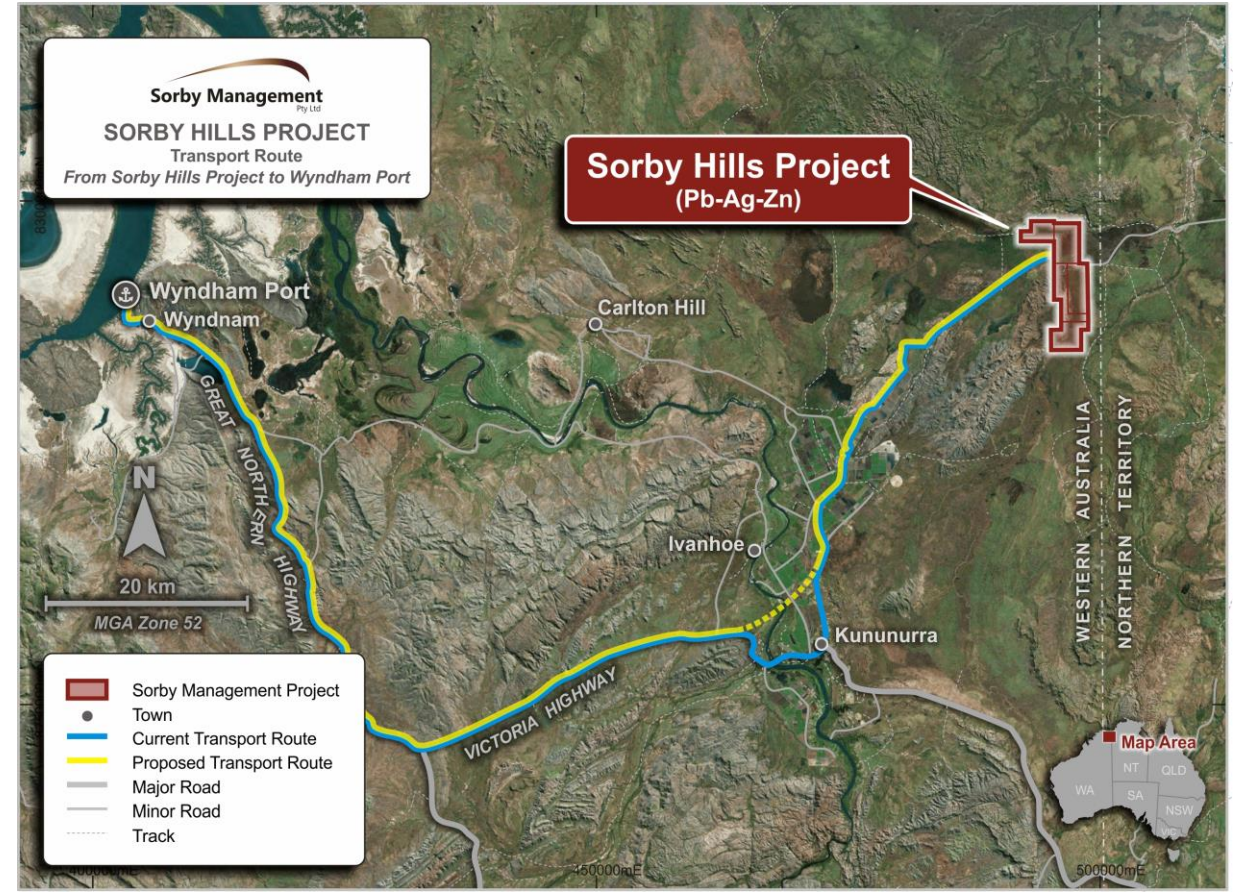 Sorby Management
Pty Ltd
SORBY HILLS PROJECT
Transport Route
From Sorby Hills Project to Wyndham Port
Sorby Hills Project
(Pb-Ag-Zn)
Wyndham Port
Wyndnam
Carlton Hill
GREAT NORTHERN HIGHWAY
N
20 km
MGA Zone 52
Ivanhoe
Kununurra
VICTORIA HIGHWAY
WESTERN AUSTRALIA
NORTHERN TERRITORY
Sorby Management Project
Town
Current Transport Route
Proposed Transport Route
Major Road
Minor Road
Track
Map Area
WA
NT
QLD
SA
NSW
VIC
450000mE
500000mE